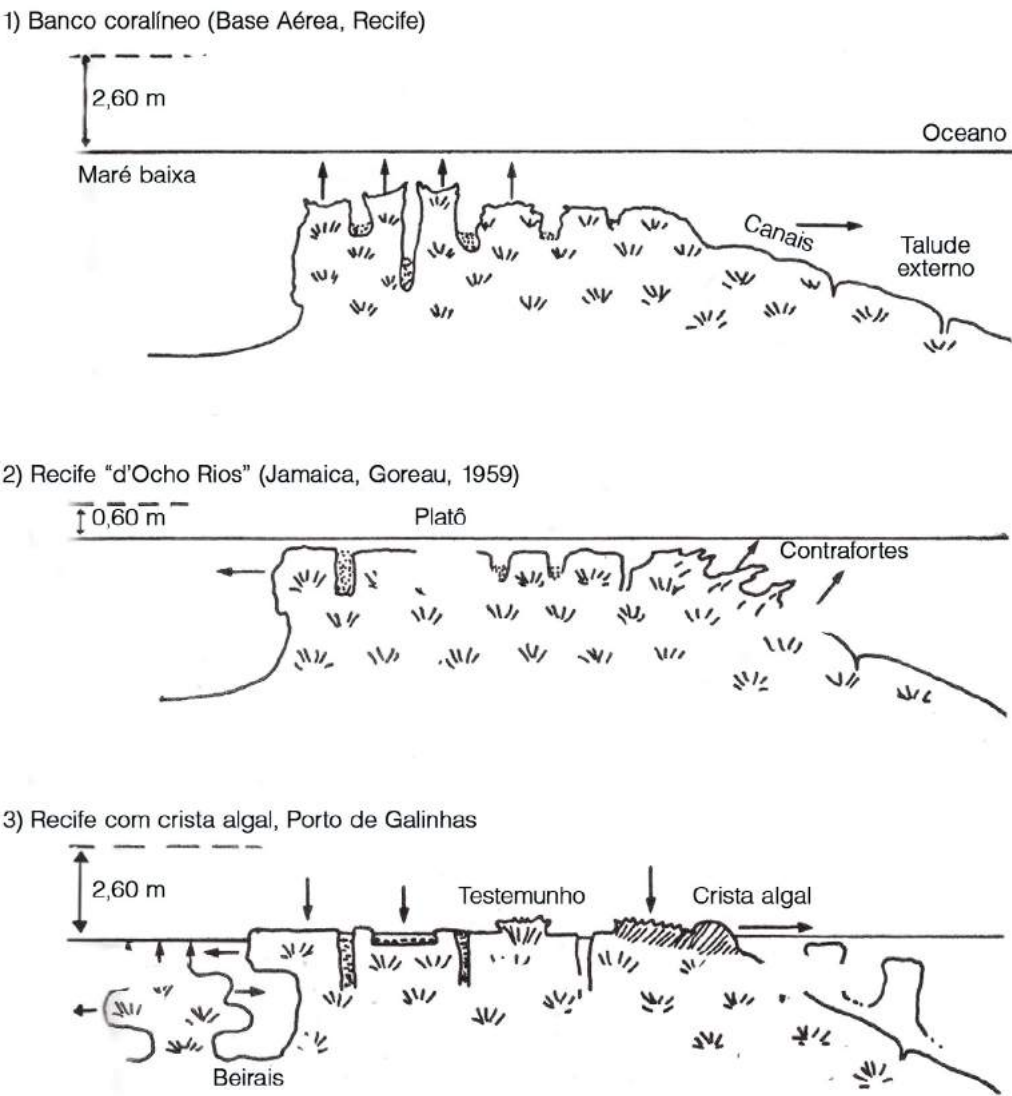 1) Banco coralíneo (Base Aérea, Recife)
2,60 m
Oceano
Maré baixa
Canais
Talude
externo
2) Recife “d'Ocho Rios” (Jamaica, Goreau, 1959)
0,60 m
Platô
Contrafortes
3) Recife com crista algal, Porto de Galinhas
2,60 m
Testemunho
Crista algal
Beirais